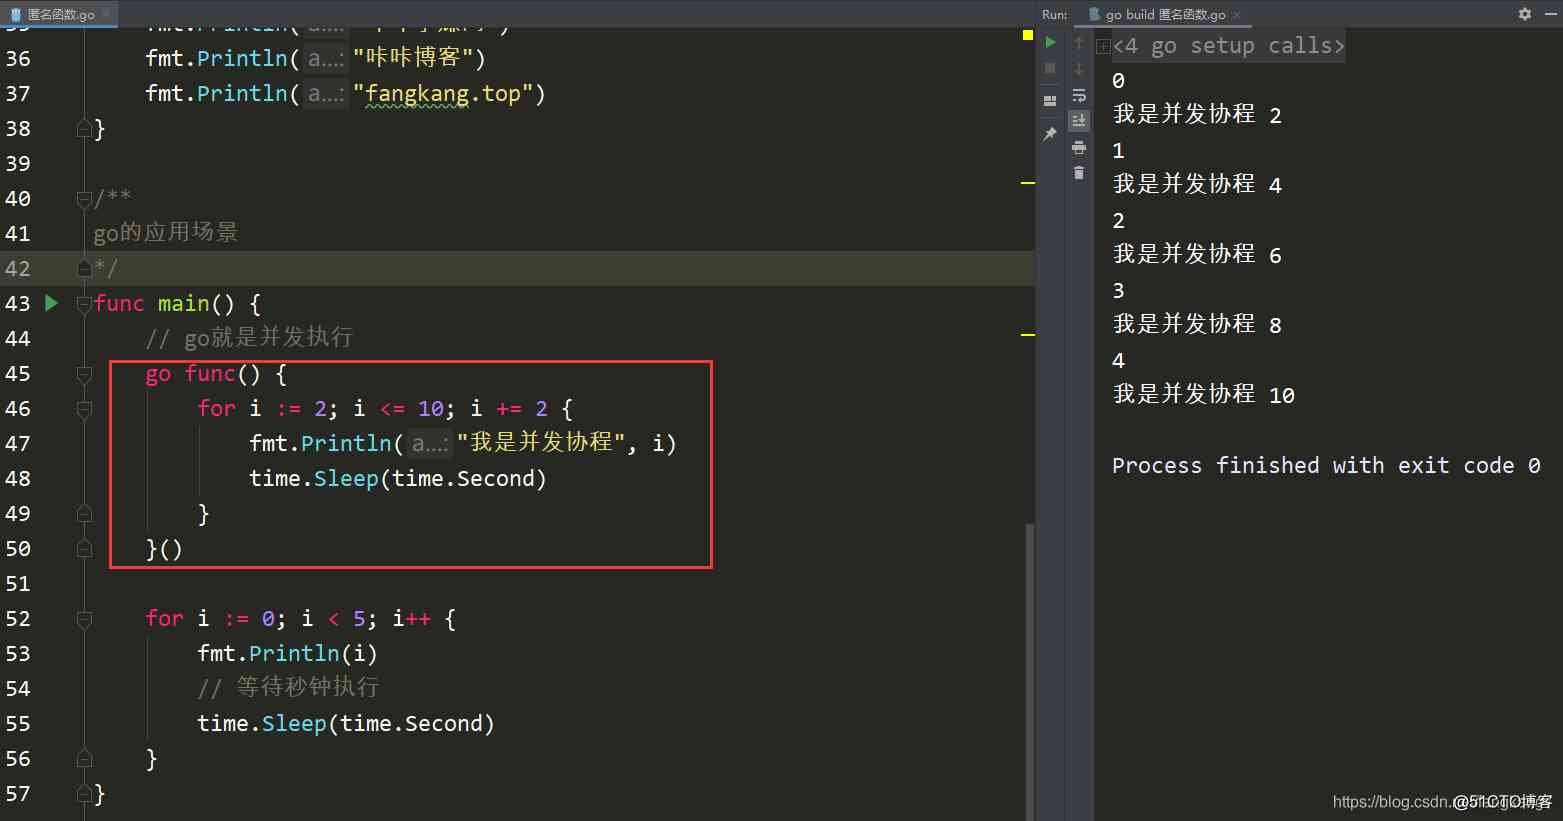 匿名函数.go
36 fmt.Println( a...: "咔咔博客")
37 fmt.Println( a...: "fangkang.top")
38 }
39
40 /**
41 go的应用场景
42 */
43 func main() {
44 // go就是并发执行
45 go func() {
46 for i := 2; i <= 10; i += 2 {
47 fmt.Println( a...: "我是并发协程", i)
48 time.Sleep(time.Second)
49 }
50 }()
51
52 for i := 0; i < 5; i++ {
53 fmt.Println(i)
54 // 等待秒钟执行
55 time.Sleep(time.Second)
56 }
57 }
Run: go build 匿名函数.go
<4 go setup calls>
0
我是并发协程 2
1
我是并发协程 4
2
我是并发协程 6
3
我是并发协程 8
4
我是并发协程 10
Process finished with exit code 0
https://blog.csdn.
@51CTO博客